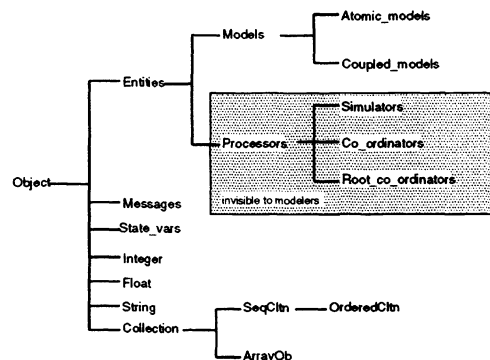 Atomic_models
Models
Coupled_models
Entities
Simulators
Processors
Co_ordinators
Root_co_ordinators
invisible to modelers
Object
Messages
State_vars
Integer
Float
String
Collection
SeqCltn
OrderedCltn
ArrayOb